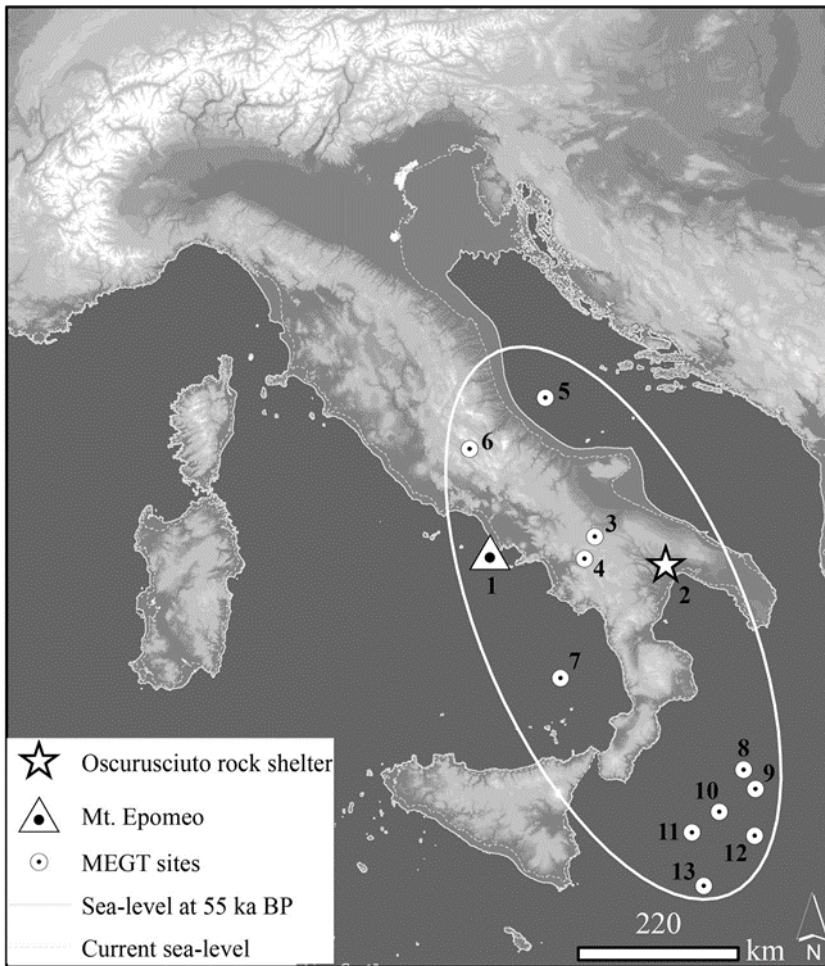 5
6
3
4
1
2
7
8
9
10
11
12
13
Oscurusciuto rock shelter
Mt. Epomeo
MEGT sites
Sea-level at 55 ka BP
Current sea-level
220
km
N